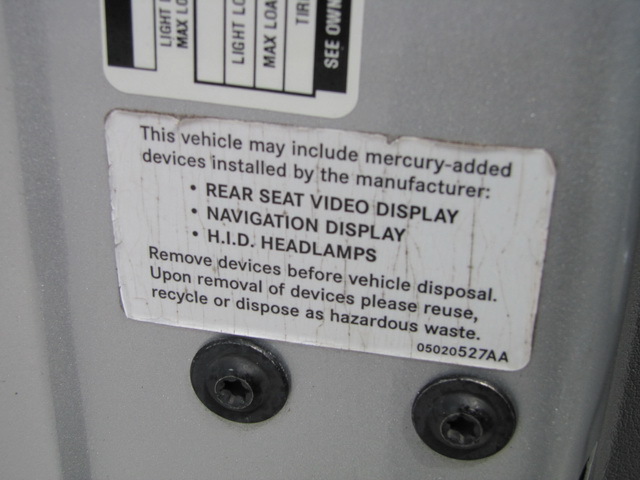 LIGHT
MAX LO
LIGHT LO
MAX LOA
TIR
SEE OWN
This vehicle may include mercury-added
devices installed by the manufacturer:
• REAR SEAT VIDEO DISPLAY
• NAVIGATION DISPLAY
• H.I.D. HEADLAMPS
Remove devices before vehicle disposal.
Upon removal of devices please reuse,
recycle or dispose as hazardous waste.
05020527AA